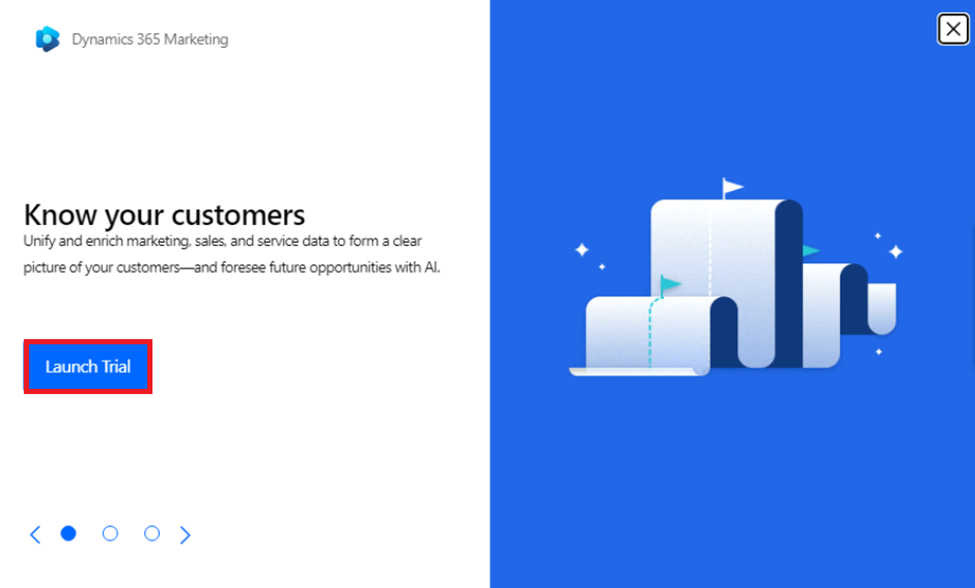 Dynamics 365 Marketing
Know your customers
Unify and enrich marketing, sales, and service data to form a clear
picture of your customers—and foresee future opportunities with AI.
Launch Trial